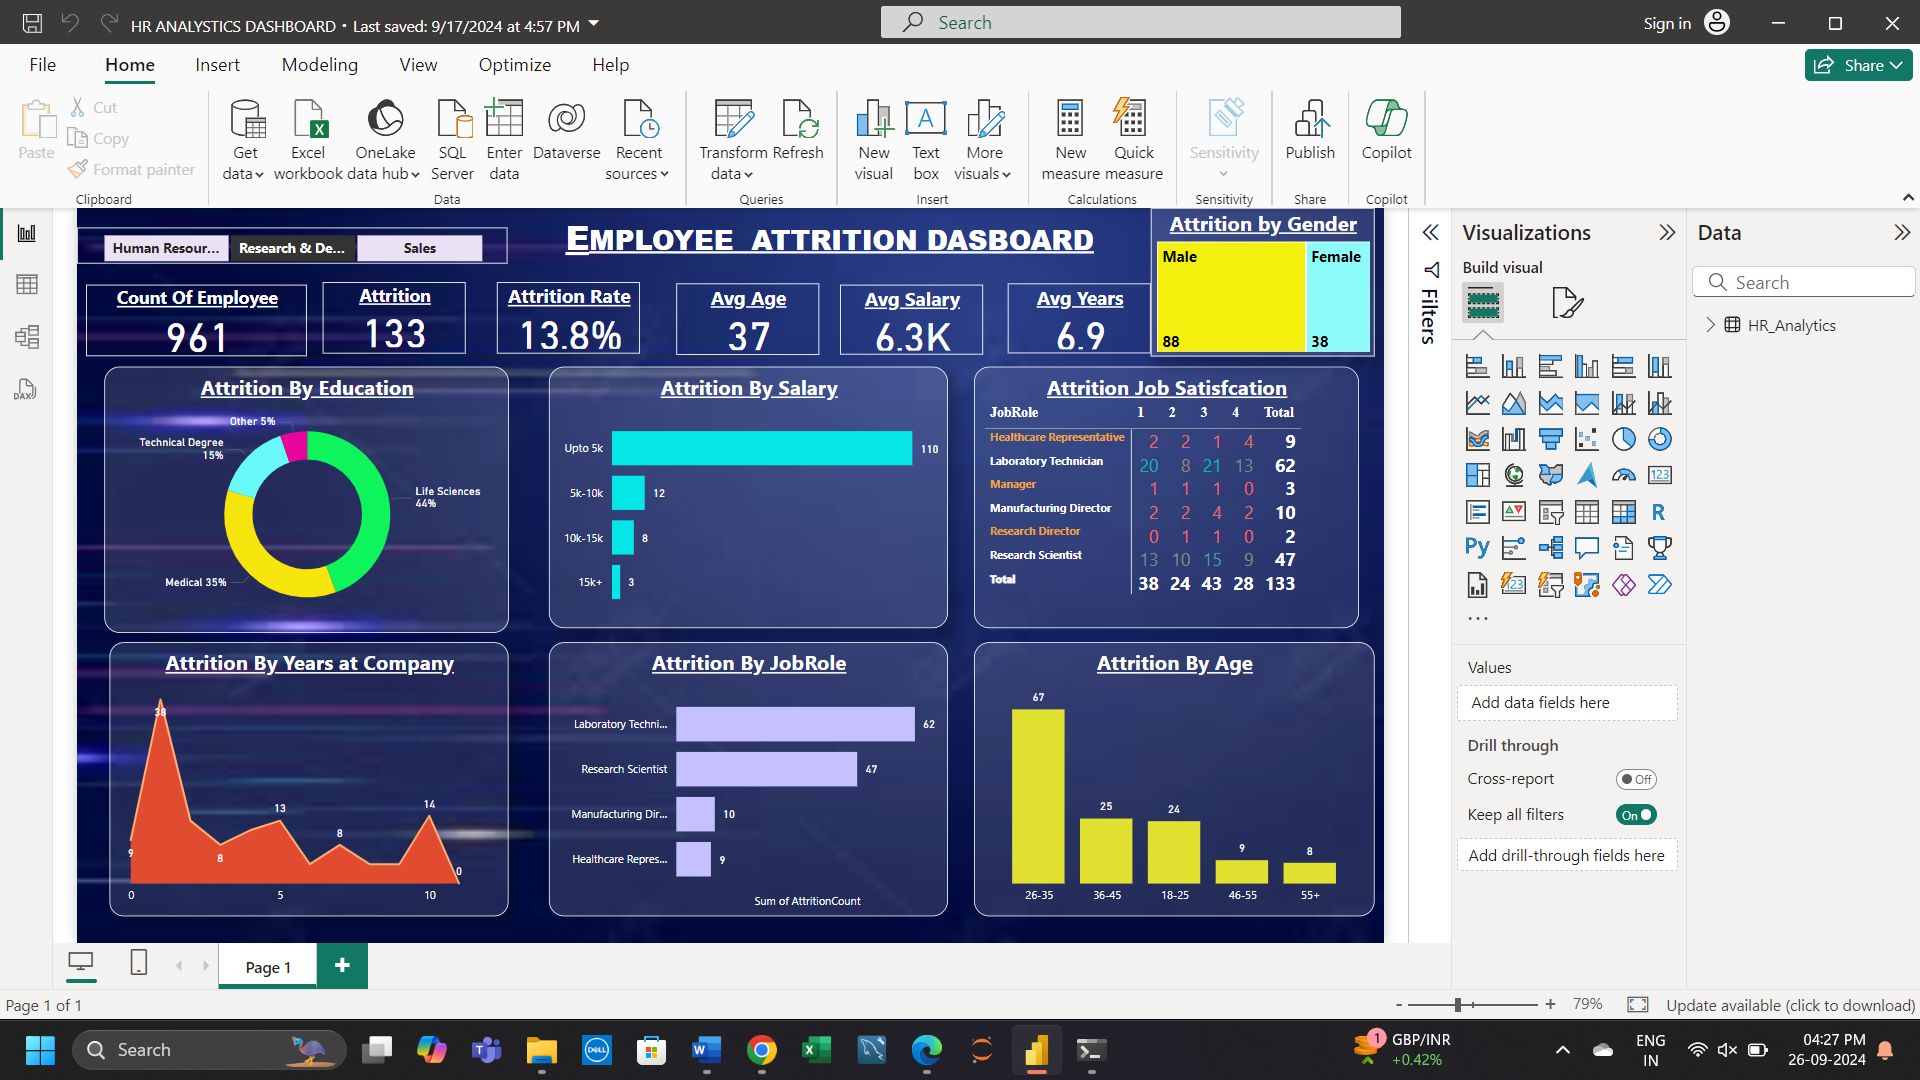 HR ANALYSTICS DASHBOARD • Last saved: 9/17/2024 at 4:57 PM
Search
Sign in
File Home Insert Modeling View Optimize Help
Share
Paste
Cut
Copy
Format painter
Clipboard
Get data
Excel workbook
OneLake data hub
SQL Server
Enter data
Dataverse
Recent sources
Data
Transform data
Refresh
Queries
New visual
Text box
More visuals
Insert
New measure
Quick measure
Calculations
Sensitivity
Sensitivity
Publish
Share
Copilot
Copilot
Human Resour... Research & De... Sales
EMPLOYEE ATTRITION DASBOARD
Attrition by Gender
Male
88
Female
38
Count Of Employee
961
Attrition
133
Attrition Rate
13.8%
Avg Age
37
Avg Salary
6.3K
Avg Years
6.9
Attrition By Education
Other 5%
Technical Degree
15%
Life Sciences
44%
Medical 35%
Attrition By Salary
Upto 5k 110
5k-10k 12
10k-15k 8
15k+ 3
Attrition Job Satisfcation
JobRole 1 2 3 4 Total
Healthcare Representative 2 2 1 4 9
Laboratory Technician 20 8 21 13 62
Manager 1 1 1 0 3
Manufacturing Director 2 2 4 2 10
Research Director 0 1 1 0 2
Research Scientist 13 10 15 9 47
Total 38 24 43 28 133
Attrition By Years at Company
38
13
14
8
9
8
0
0 5 10
Attrition By JobRole
Laboratory Techni... 62
Research Scientist 47
Manufacturing Dir... 10
Healthcare Repres... 9
Sum of AttritionCount
Attrition By Age
67
25
24
9
8
26-35 36-45 18-25 46-55 55+
Filters
Visualizations
Build visual
123
R
Py
123
...
Values
Add data fields here
Drill through
Cross-report Off
Keep all filters On
Add drill-through fields here
Data
Search
HR_Analytics
DAX
Page 1
+
Page 1 of 1
- + 79%
Update available (click to download)
Search
DELL
1
GBP/INR
+0.42%
ENG
IN
04:27 PM
26-09-2024